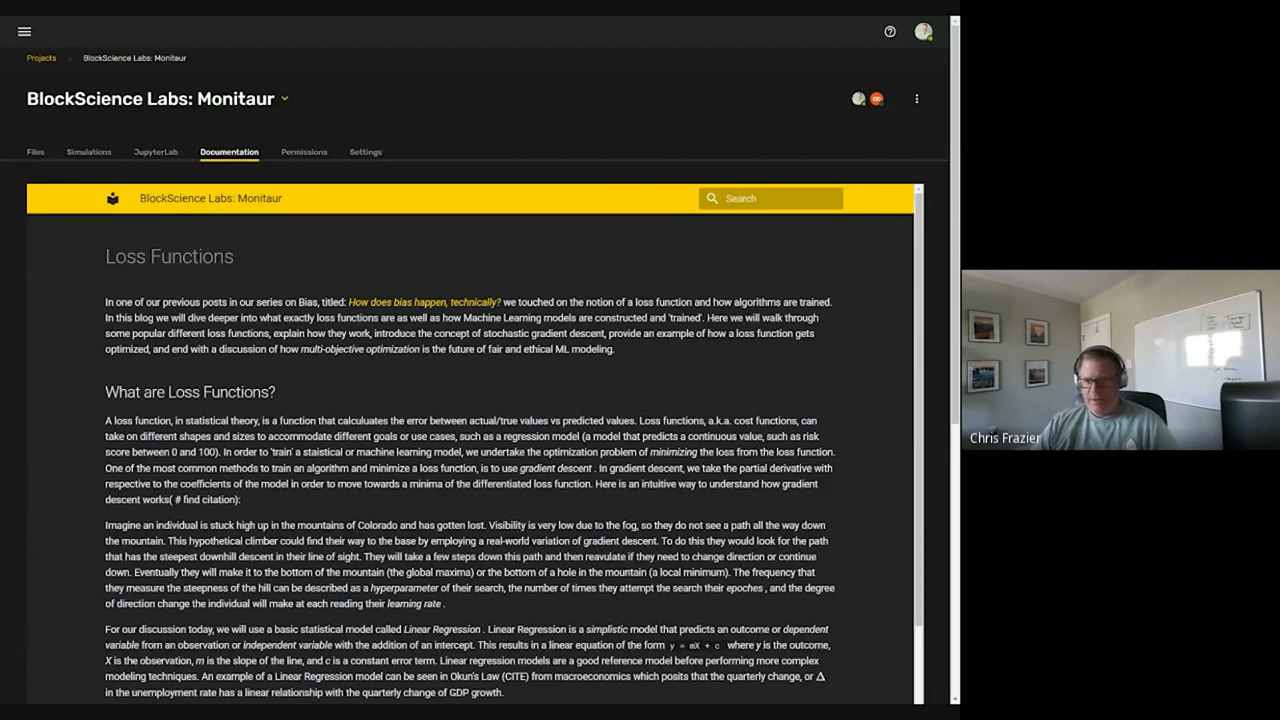 Projects > BlockScience Labs: Monitaur
BlockScience Labs: Monitaur
Files Simulations JupyterLab Documentation Permissions Settings
BlockScience Labs: Monitaur
Search
Loss Functions
In one of our previous posts in our series on Bias, titled: How does bias happen, technically? we touched on the notion of a loss function and how algorithms are trained.
In this blog we will dive deeper into what exactly loss functions are as well as how Machine Learning models are constructed and 'trained'. Here we will walk through
some popular different loss functions, explain how they work, introduce the concept of stochastic gradient descent, provide an example of how a loss function gets
optimized, and end with a discussion of how multi-objective optimization is the future of fair and ethical ML modeling.
What are Loss Functions?
A loss function, in statistical theory, is a function that calculates the error between actual/true values vs predicted values. Loss functions, a.k.a. cost functions, can
take on different shapes and sizes to accommodate different goals or use cases, such as a regression model (a model that predicts a continuous value, such as risk
score between 0 and 100). In order to 'train' a staistical or machine learning model, we undertake the optimization problem of minimizing the loss from the loss function.
One of the most common methods to train an algorithm and minimize a loss function, is to use gradient descent . In gradient descent, we take the partial derivative with
respective to the coefficients of the model in order to move towards a minima of the differentiated loss function. Here is an intuitive way to understand how gradient
descent works( # find citation):
Imagine an individual is stuck high up in the mountains of Colorado and has gotten lost. Visibility is very low due to the fog, so they do not see a path all the way down
the mountain. This hypothetical climber could find their way to the base by employing a real-world variation of gradient descent. To do this they would look for the path
that has the steepest downhill descent in their line of sight. They will take a few steps down this path and then reavulate if they need to change direction or continue
down. Eventually they will make it to the bottom of the mountain (the global maxima) or the bottom of a hole in the mountain (a local minimum). The frequency that
they measure the steepness of the hill can be described as a hyperparameter of their search, the number of times they attempt the search their epoches , and the degree
of direction change the individual will make at each reading their learning rate .
For our discussion today, we will use a basic statistical model called Linear Regression . Linear Regression is a simplistic model that predicts an outcome or dependent
variable from an observation or independent variable with the addition of an intercept. This results in a linear equation of the form y = mX + c where y is the outcome,
X is the observation, m is the slope of the line, and c is a constant error term. Linear regression models are a good reference model before performing more complex
modeling techniques. An example of a Linear Regression model can be seen in Okun's Law (CITE) from macroeconomics which posits that the quarterly change, or Δ
in the unemployment rate has a linear relationship with the quarterly change of GDP growth.
Chris Frazier